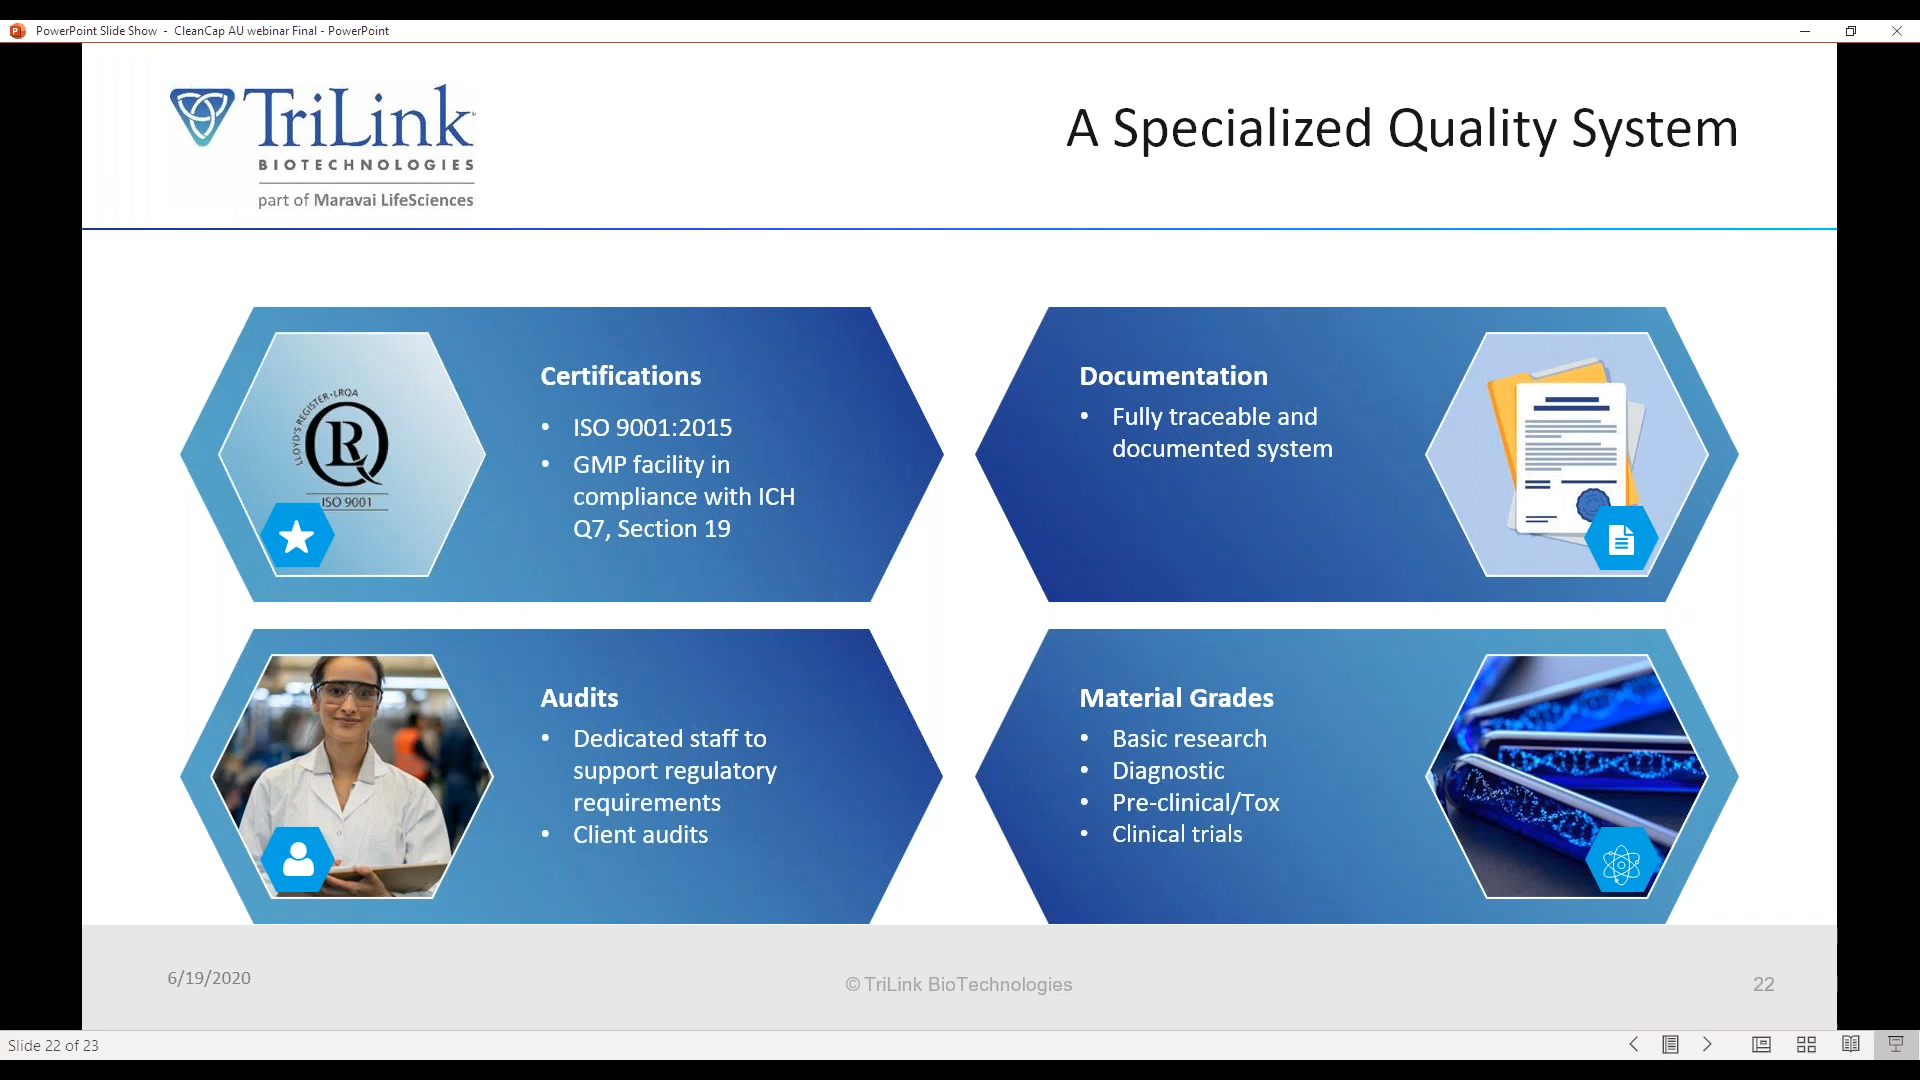 PowerPoint Slide Show - CleanCap AU webinar Final - PowerPoint
TriLink
BIOTECHNOLOGIES
part of Maravai LifeSciences
A Specialized Quality System
LLOYD'S REGISTER • LRQA
LRQ
ISO 9001
Certifications
• ISO 9001:2015
• GMP facility in
compliance with ICH
Q7, Section 19
Documentation
• Fully traceable and
documented system
Audits
• Dedicated staff to
support regulatory
requirements
• Client audits
Material Grades
• Basic research
• Diagnostic
• Pre-clinical/Tox
• Clinical trials
6/19/2020
© TriLink BioTechnologies
22
Slide 22 of 23